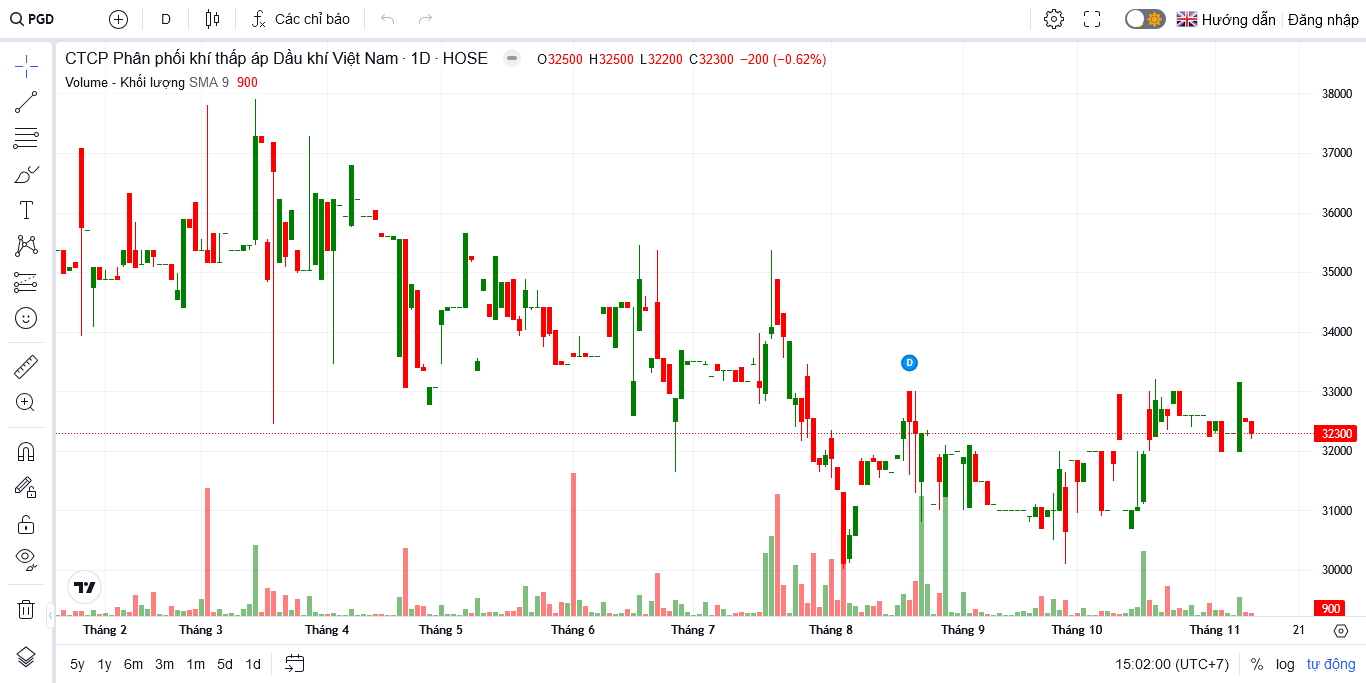 PGD D Các chỉ báo Hướng dẫn Đăng nhập
CTCP Phân phối khí thấp áp Dầu khí Việt Nam · 1D · HOSE O32500 H32500 L32200 C32300 −200 (−0.62%)
Volume - Khối lượng SMA 9 900
38000
37000
36000
35000
34000
33000
32300
32000
31000
30000
900
D
Tháng 2 Tháng 3 Tháng 4 Tháng 5 Tháng 6 Tháng 7 Tháng 8 Tháng 9 Tháng 10 Tháng 11 21
5y 1y 6m 3m 1m 5d 1d 15:02:00 (UTC+7) % log tự động